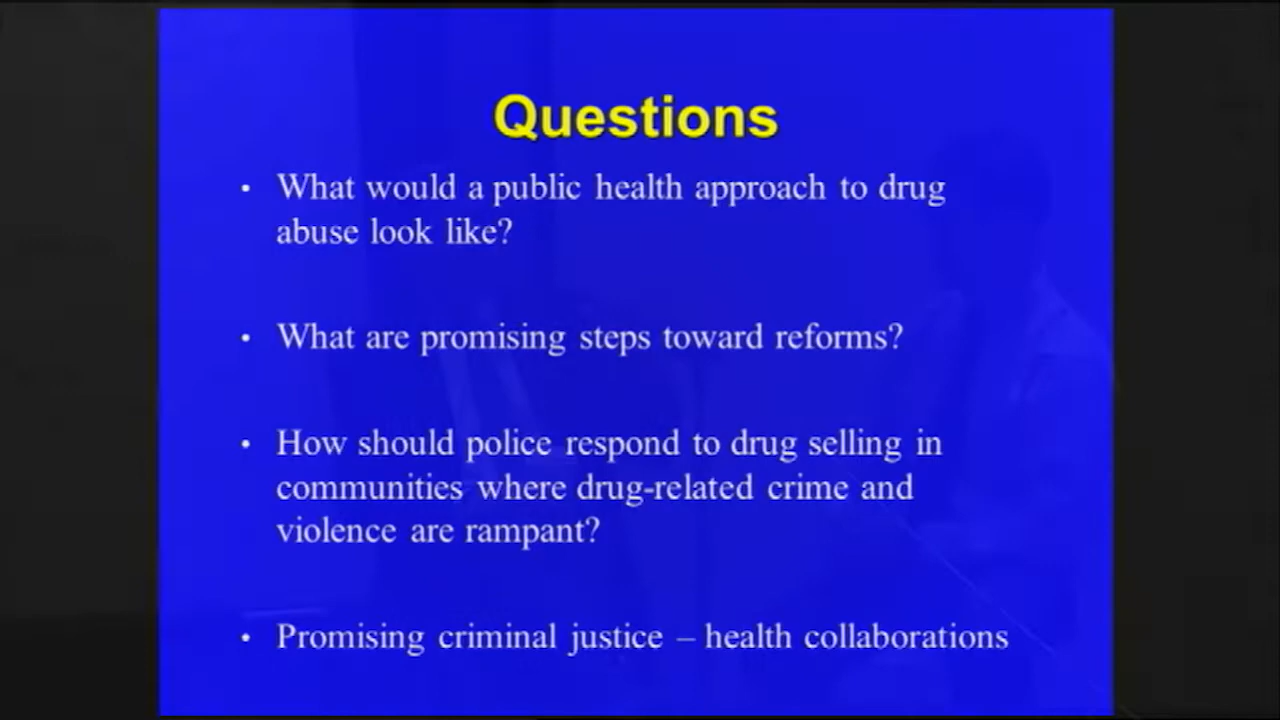 Questions
• What would a public health approach to drug
abuse look like?
• What are promising steps toward reforms?
• How should police respond to drug selling in
communities where drug-related crime and
violence are rampant?
• Promising criminal justice – health collaborations